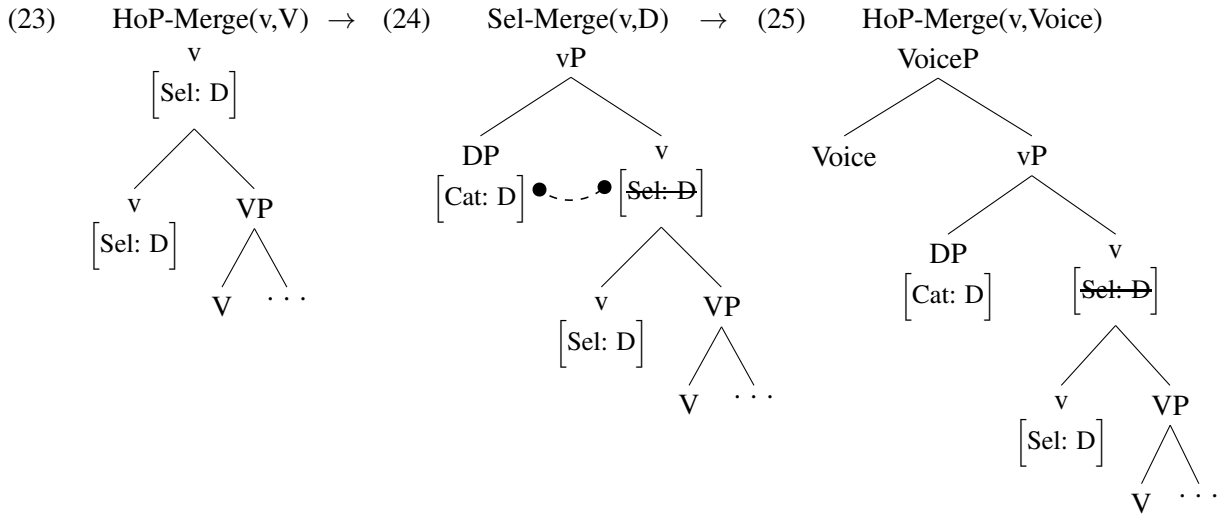 (23) HoP-Merge(v,V) → (24) Sel-Merge(v,D) → (25) HoP-Merge(v,Voice)
v vP VoiceP
[Sel: D]
DP v Voice vP
v VP [Cat: D] [Sel: D]
[Sel: D] DP v
V · · · v VP [Cat: D] [Sel: D]
[Sel: D]
V · · · v VP
[Sel: D]
V · · ·